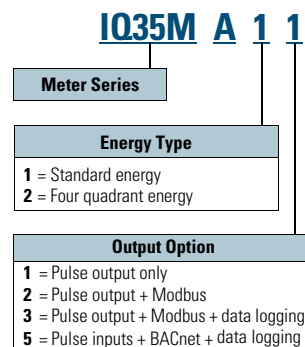 IQ35M A 1 1
Meter Series
Energy Type
1 = Standard energy
2 = Four quadrant energy
Output Option
1 = Pulse output only
2 = Pulse output + Modbus
3 = Pulse output + Modbus + data logging
5 = Pulse inputs + BACnet + data logging